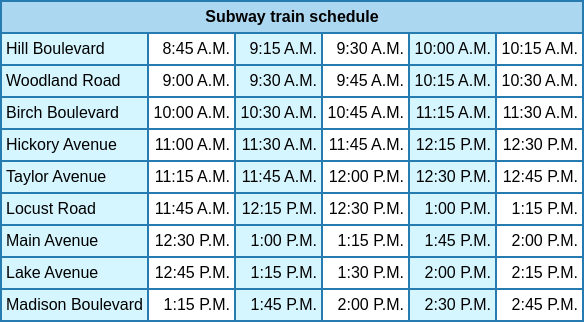 Subway train schedule
Hill Boulevard 8:45 A.M. 9:15 A.M. 9:30 A.M. 10:00 A.M. 10:15 A.M.
Woodland Road 9:00 A.M. 9:30 A.M. 9:45 A.M. 10:15 A.M. 10:30 A.M.
Birch Boulevard 10:00 A.M. 10:30 A.M. 10:45 A.M. 11:15 A.M. 11:30 A.M.
Hickory Avenue 11:00 A.M. 11:30 A.M. 11:45 A.M. 12:15 P.M. 12:30 P.M.
Taylor Avenue 11:15 A.M. 11:45 A.M. 12:00 P.M. 12:30 P.M. 12:45 P.M.
Locust Road 11:45 A.M. 12:15 P.M. 12:30 P.M. 1:00 P.M. 1:15 P.M.
Main Avenue 12:30 P.M. 1:00 P.M. 1:15 P.M. 1:45 P.M. 2:00 P.M.
Lake Avenue 12:45 P.M. 1:15 P.M. 1:30 P.M. 2:00 P.M. 2:15 P.M.
Madison Boulevard 1:15 P.M. 1:45 P.M. 2:00 P.M. 2:30 P.M. 2:45 P.M.